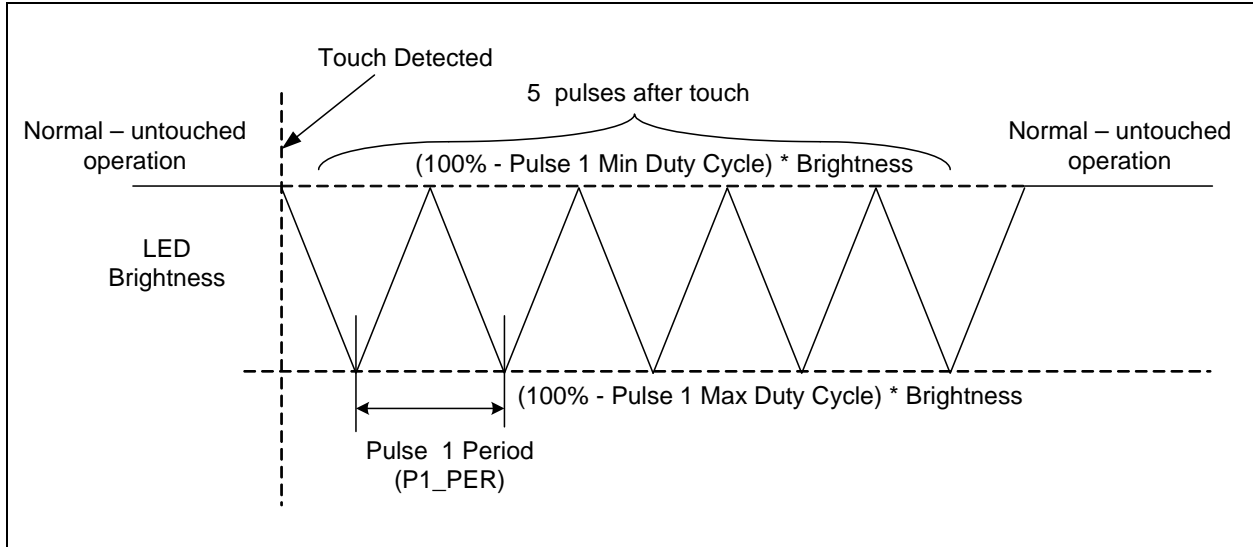 Touch Detected
5 pulses after touch
Normal – untouched
operation
Normal – untouched
operation
(100% - Pulse 1 Min Duty Cycle) * Brightness
LED
Brightness
(100% - Pulse 1 Max Duty Cycle) * Brightness
Pulse 1 Period
(P1_PER)